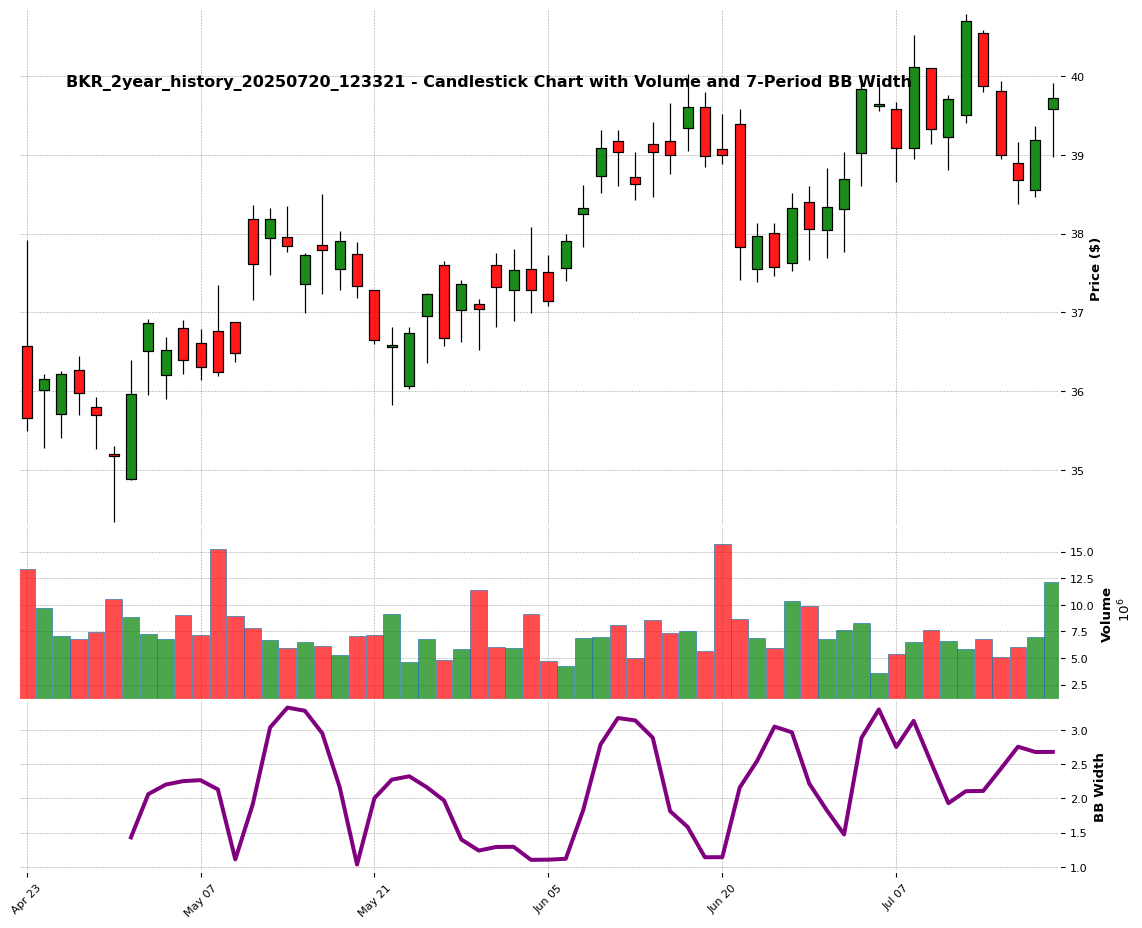 BKR_2year_history_20250720_123321 - Candlestick Chart with Volume and 7-Period BB Width
40
39
38
37
36
35
Price ($)
15.0
12.5
10.0
7.5
5.0
2.5
Volume
10^6
3.0
2.5
2.0
1.5
1.0
BB Width
Apr 23
May 07
May 21
Jun 05
Jun 20
Jul 07